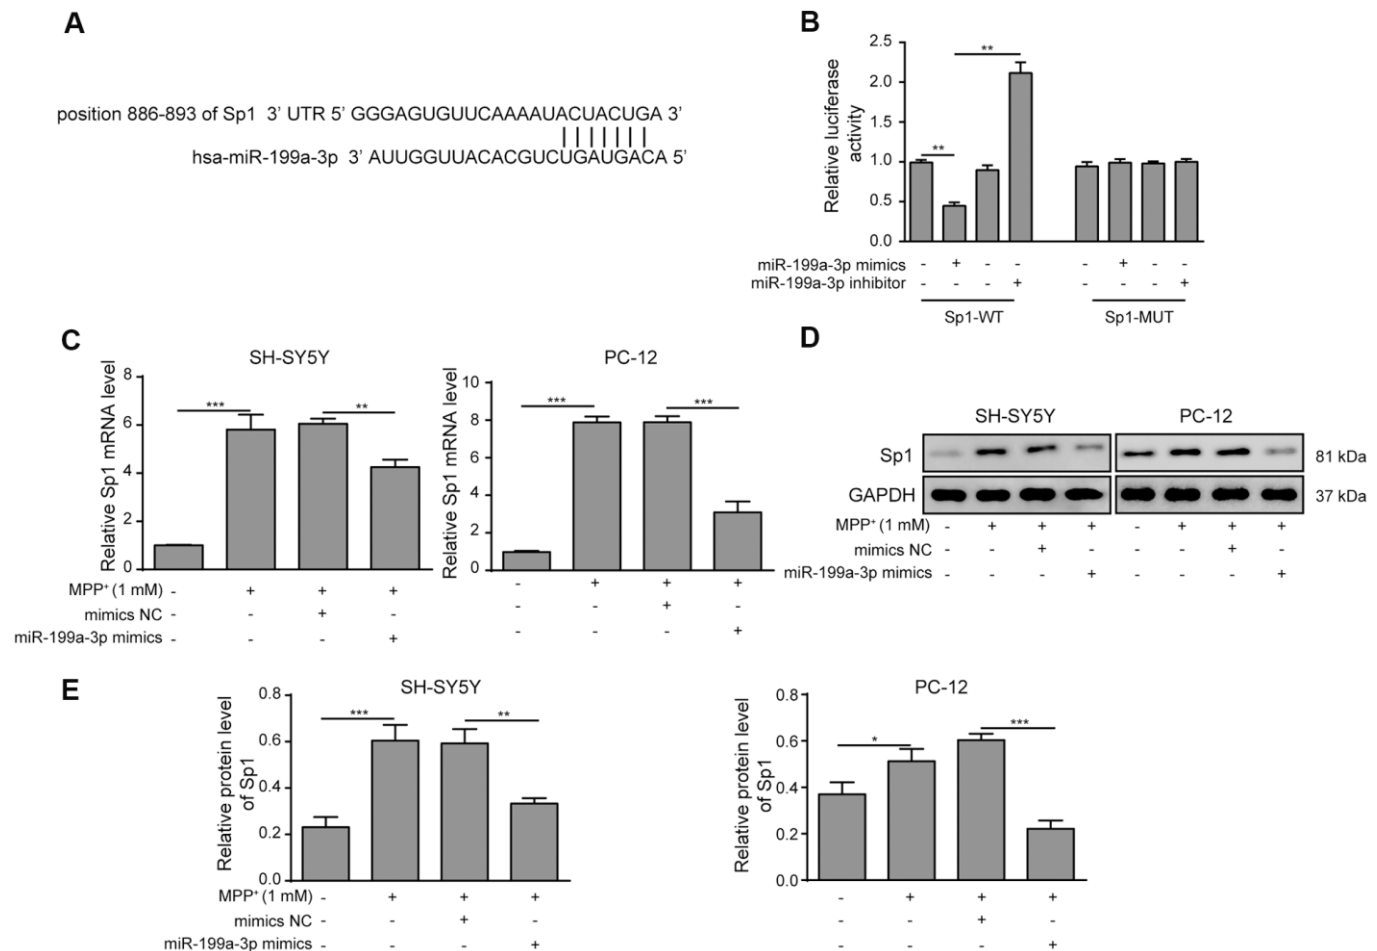 A
position 886-893 of Sp1 3’ UTR 5’ GGGAGUGUUCAAAAUACUACUGA 3’
hsa-miR-199a-3p 3’ AUUGGUUACACGUCUGAUGACA 5’
B
Relative luciferase
activity
2.5
2.0
1.5
1.0
0.5
0.0
**
**
miR-199a-3p mimics - + - - - + - -
miR-199a-3p inhibitor - - - + - - - +
Sp1-WT
Sp1-MUT
C
SH-SY5Y
Relative Sp1 mRNA level
8
6
4
2
0
***
**
MPP⁺ (1 mM) - + + +
mimics NC - - + -
miR-199a-3p mimics - - - +
PC-12
Relative Sp1 mRNA level
10
8
6
4
2
0
***
***
- + + +
- - + -
- - - +
D
SH-SY5Y
PC-12
Sp1
81 kDa
GAPDH
37 kDa
MPP⁺ (1 mM) - + + + - + + +
mimics NC - - + - - - + -
miR-199a-3p mimics - - - + - - - +
E
SH-SY5Y
Relative protein level
of Sp1
0.8
0.6
0.4
0.2
0.0
***
**
MPP⁺ (1 mM) - + + +
mimics NC - - + -
miR-199a-3p mimics - - - +
PC-12
Relative protein level
of Sp1
0.8
0.6
0.4
0.2
0.0
*
***
- + + +
- - + -
- - - +